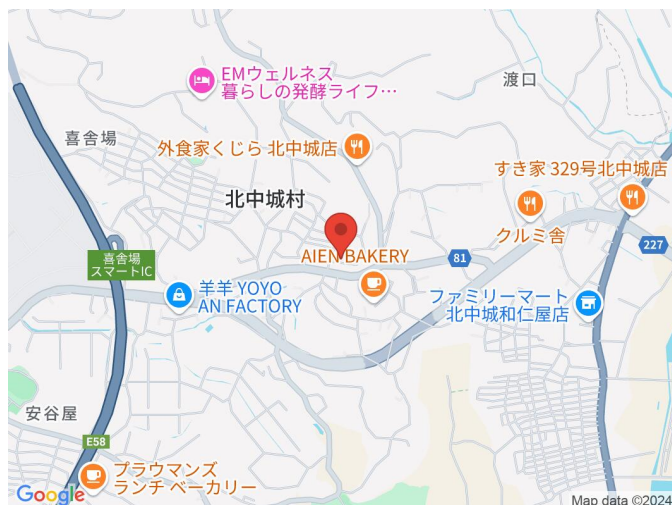 EMウェルネス
暮らしの発酵ライフ…
渡口
喜舎場
外食家くじら 北中城店
すき家 329号北中城店
北中城村
クルミ舎
227
喜舎場
スマートIC
AIEN BAKERY
81
羊羊 YOYO
AN FACTORY
ファミリーマート
北中城和仁屋店
安谷屋
E58
プラウマンズ
ランチ ベーカリー
Google
Map data ©2024